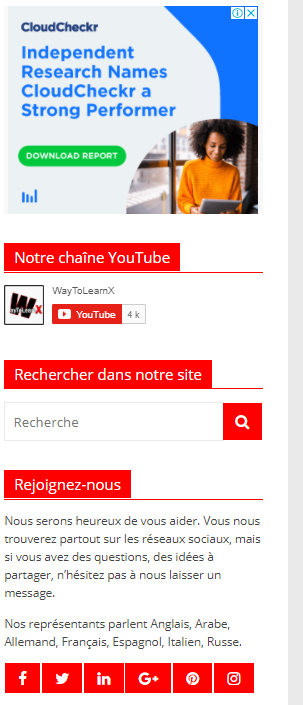 CloudCheckr
Independent
Research Names
CloudCheckr a
Strong Performer
DOWNLOAD REPORT
Notre chaîne YouTube
WayToLearnX
WayToLearnX
YouTube 4 k
Rechercher dans notre site
Recherche
Rejoignez-nous
Nous serons heureux de vous aider. Vous nous
trouverez partout sur les réseaux sociaux, mais
si vous avez des questions, des idées à
partager, n'hésitez pas à nous laisser un
message.
Nos représentants parlent Anglais, Arabe,
Allemand, Français, Espagnol, Italien, Russe.